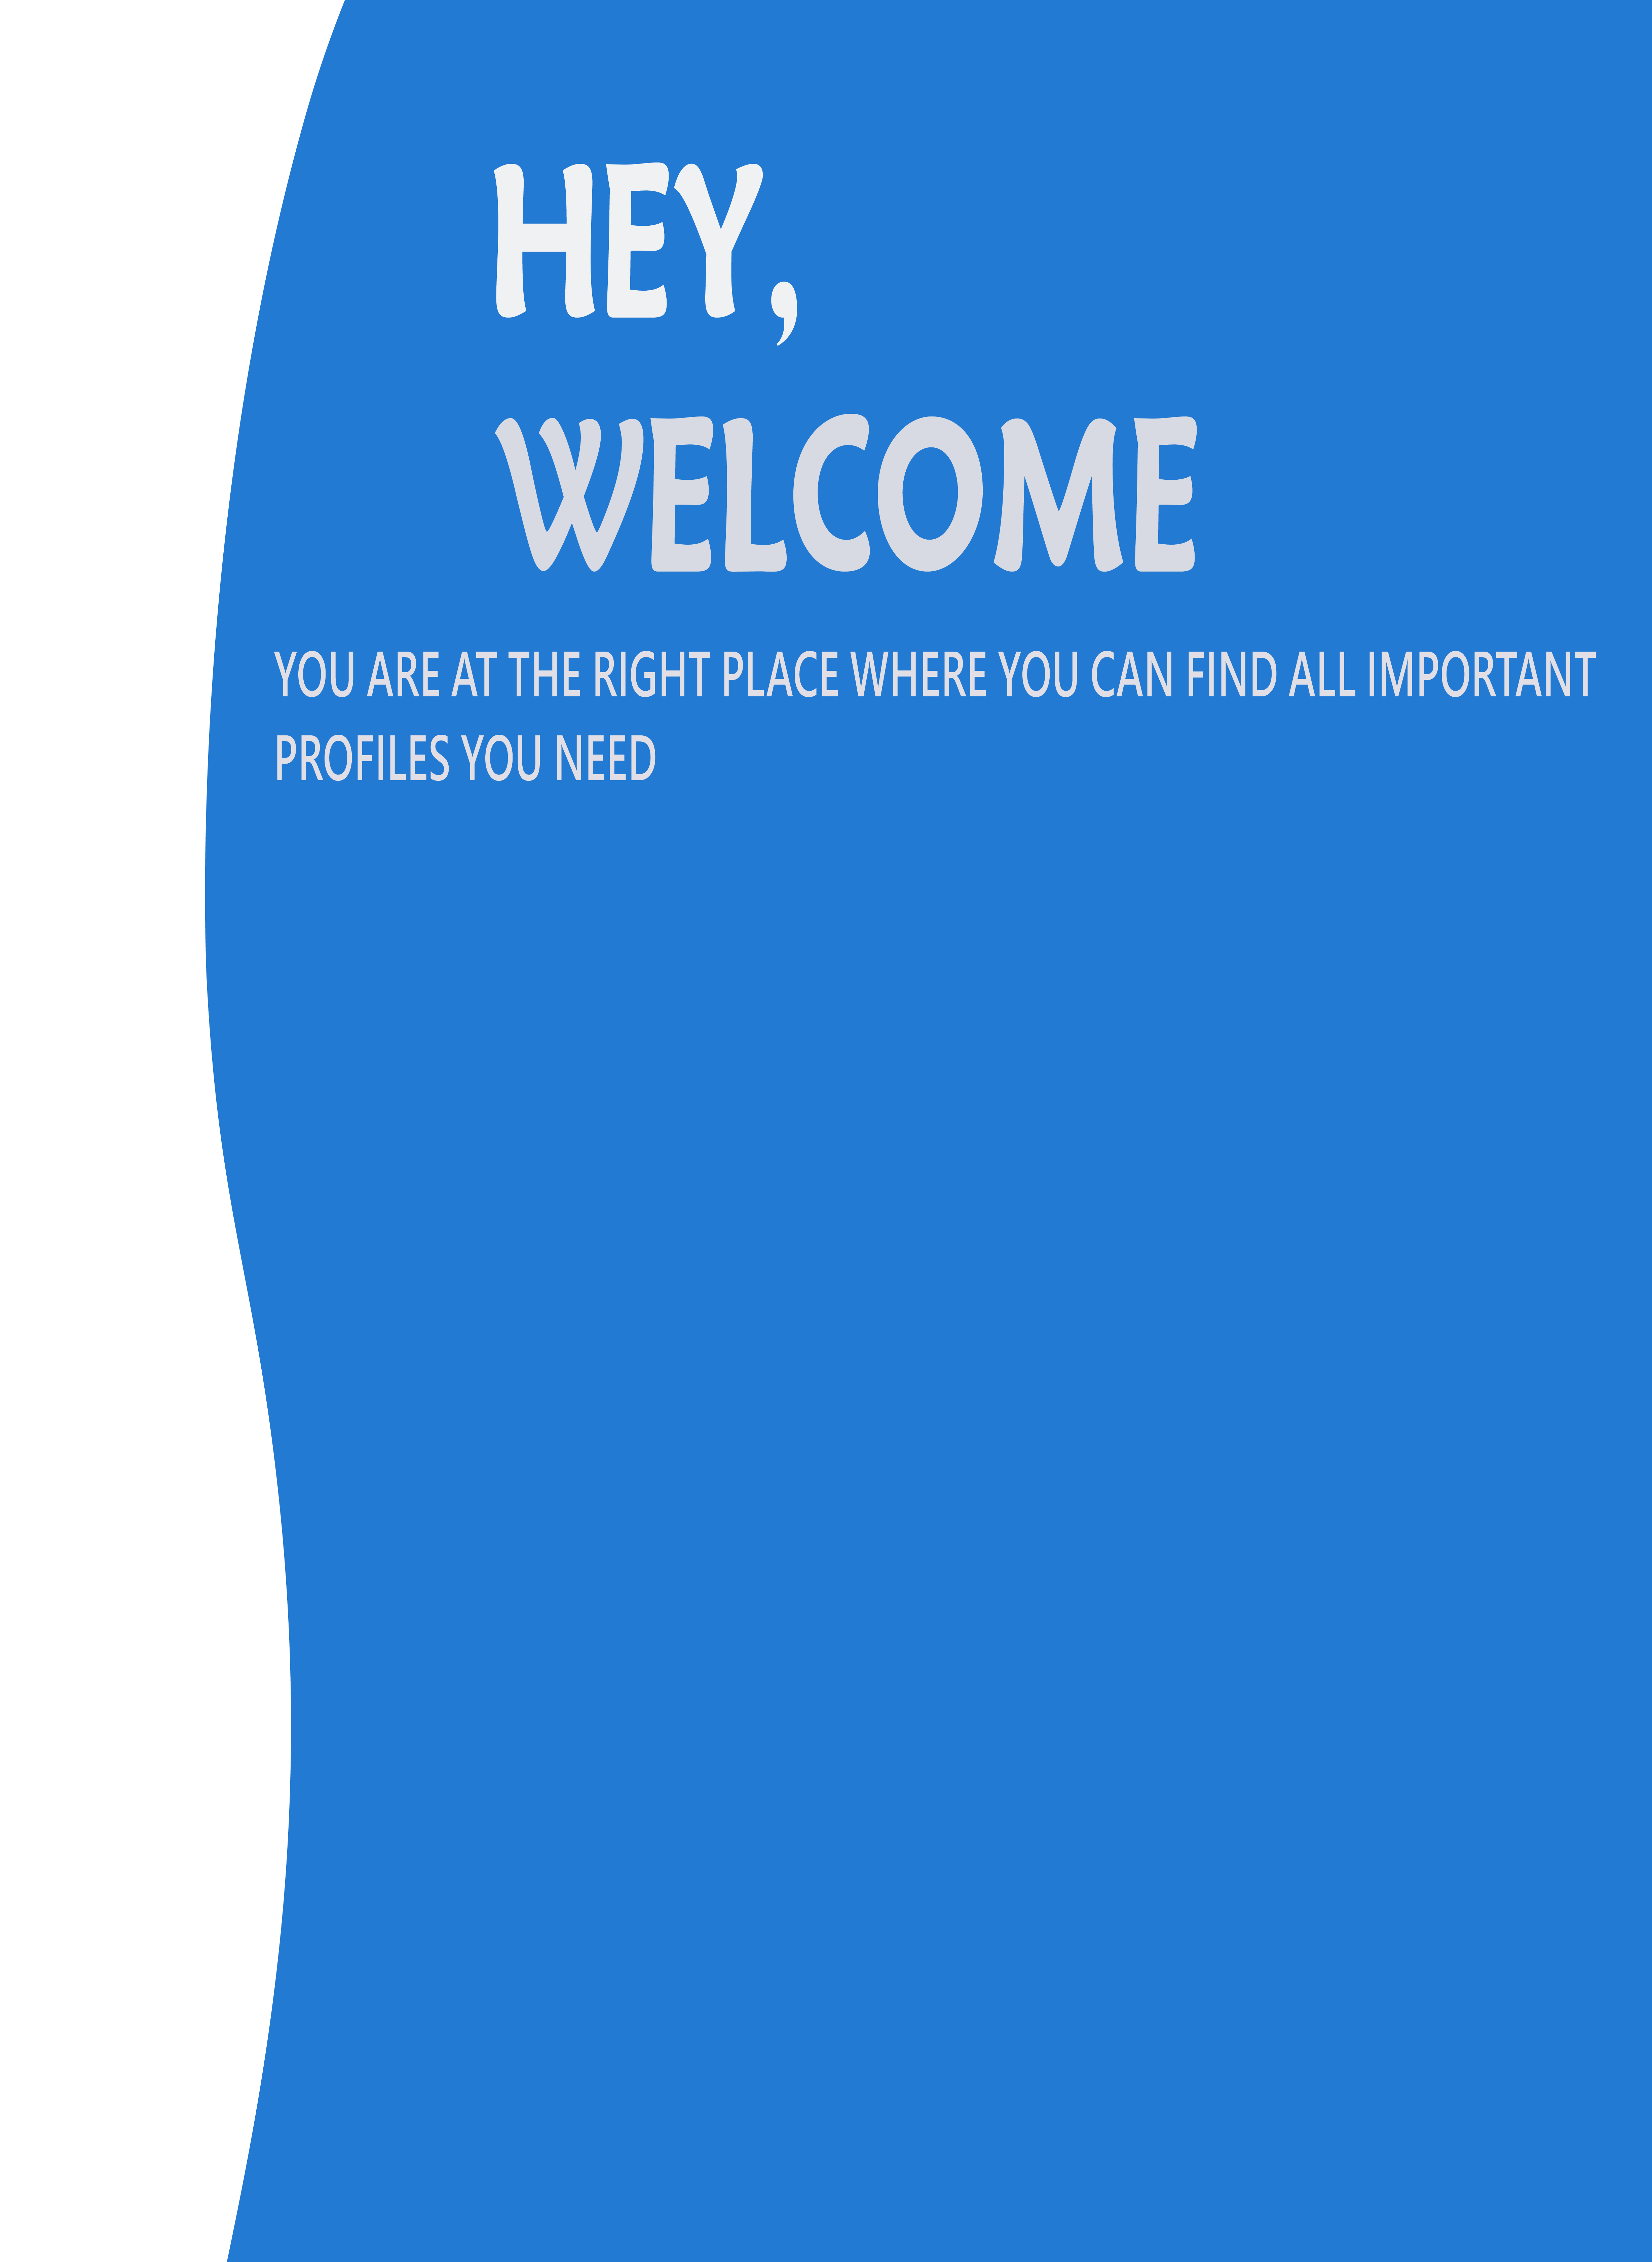 HEY,
WELCOME
YOU ARE AT THE RIGHT PLACE WHERE YOU CAN FIND ALL IMPORTANT
PROFILES YOU NEED